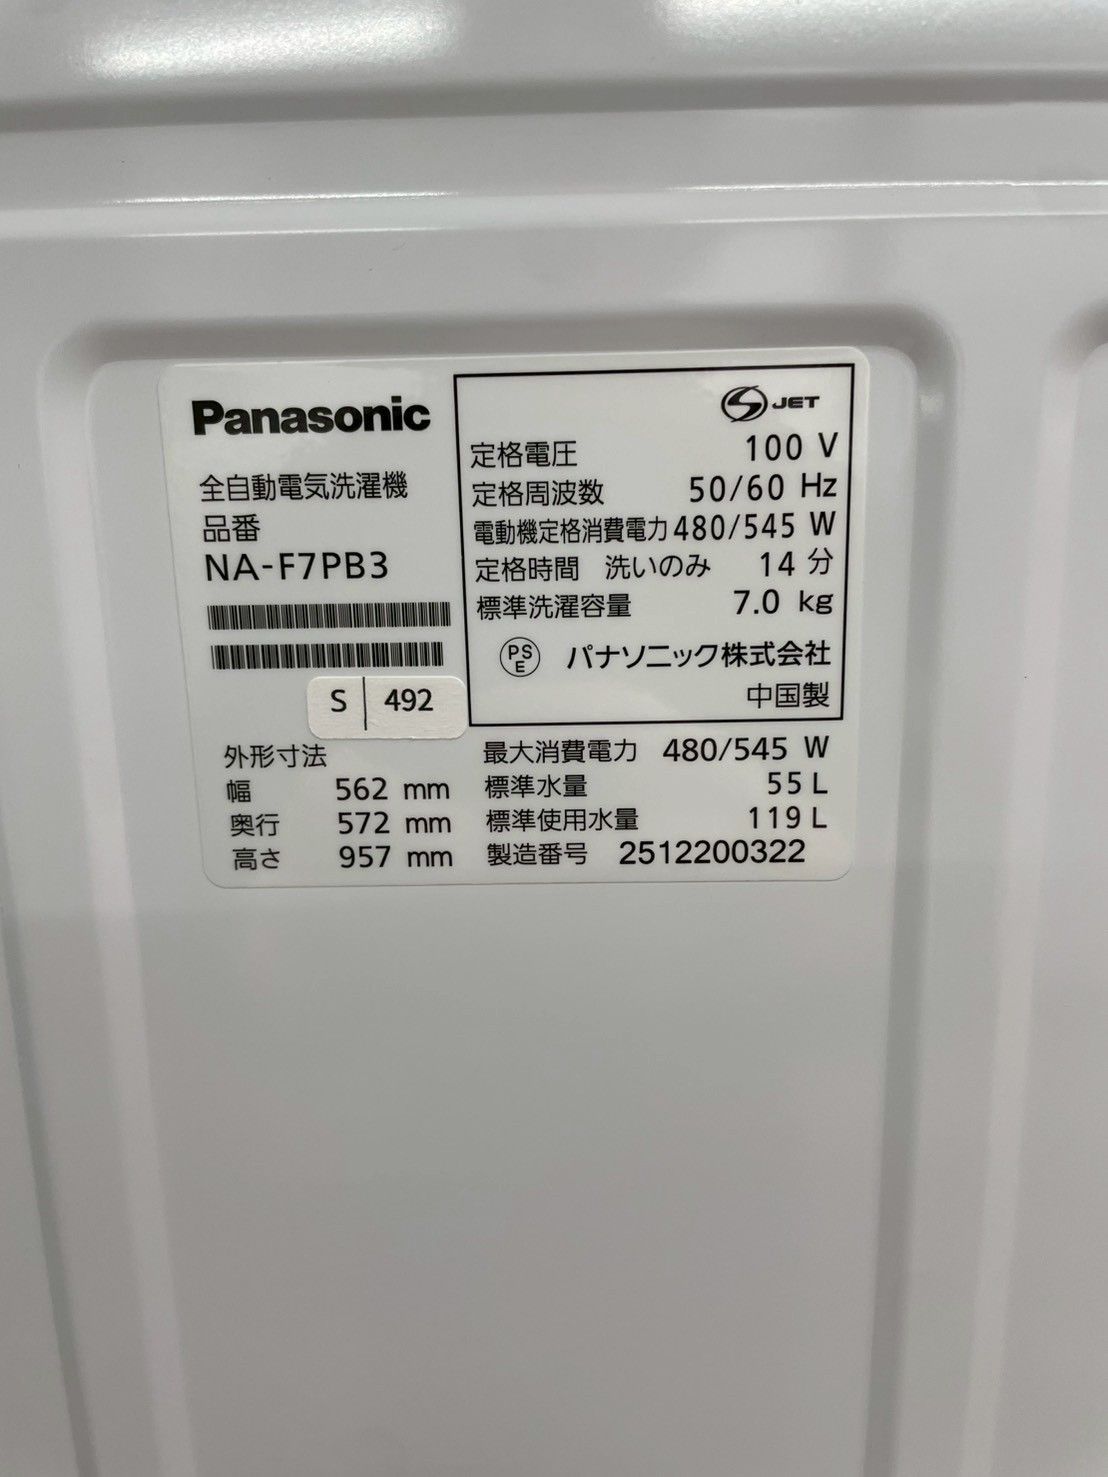 Panasonic
全自動電気洗濯機
品番
NA-F7PB3
S 492
外形寸法
幅 562 mm
奥行 572 mm
高さ 957 mm
S JET
定格電圧 100 V
定格周波数 50/60 Hz
電動機定格消費電力 480/545 W
定格時間 洗いのみ 14 分
標準洗濯容量 7.0 kg
PS E パナソニック株式会社
中国製
最大消費電力 480/545 W
標準水量 55 L
標準使用水量 119 L
製造番号 2512200322